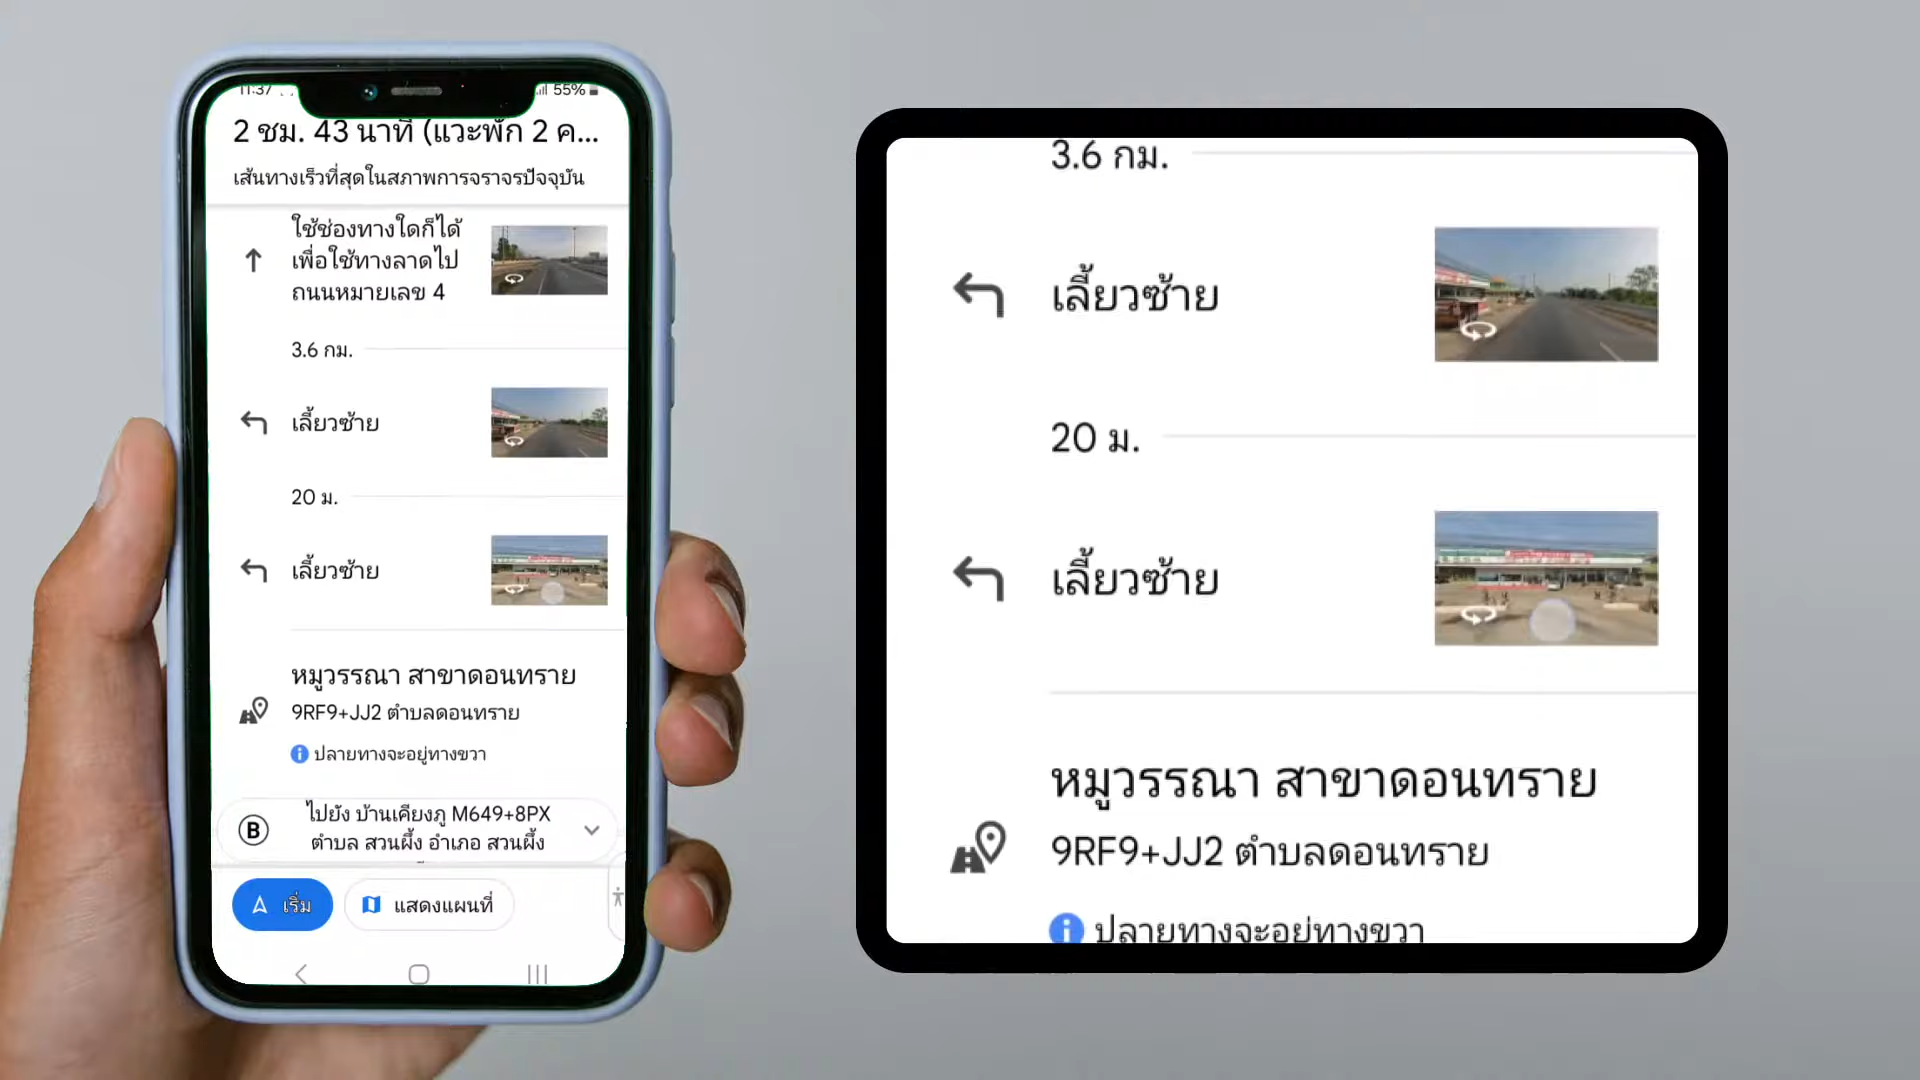 11:37
55%
2 ชม. 43 นาที (แวะพัก 2 ค...
เส้นทางเร็วที่สุดในสภาพการจราจรปัจจุบัน
ใช้ช่องทางใดก็ได้
เพื่อใช้ทางลาดไป
ถนนหมายเลข 4
3.6 กม.
เลี้ยวซ้าย
20 ม.
เลี้ยวซ้าย
หมูวรรณา สาขาดอนทราย
9RF9+JJ2 ตำบลดอนทราย
ปลายทางจะอยู่ทางขวา
B
ไปยัง บ้านเคียงภู M649+8PX
ตำบล สวนผึ้ง อำเภอ สวนผึ้ง
เริ่ม
แสดงแผนที่
3.6 กม.
เลี้ยวซ้าย
20 ม.
เลี้ยวซ้าย
หมูวรรณา สาขาดอนทราย
9RF9+JJ2 ตำบลดอนทราย
ปลายทางจะอยู่ทางขวา